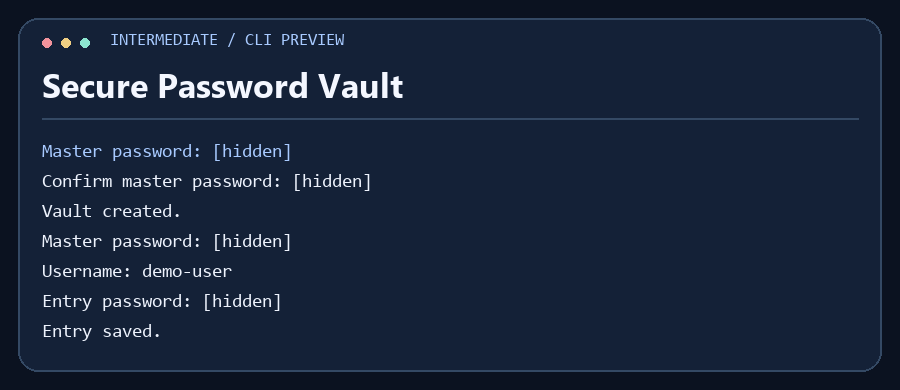 INTERMEDIATE / CLI PREVIEW
Secure Password Vault
Master password: [hidden]
Confirm master password: [hidden]
Vault created.
Master password: [hidden]
Username: demo-user
Entry password: [hidden]
Entry saved.